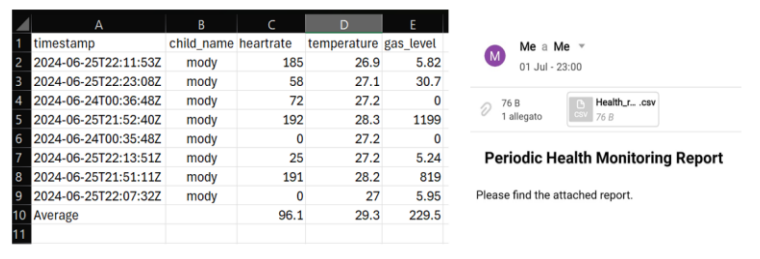 A B C D E
1 timestamp child_name heartrate temperature gas_level
2 2024-06-25T22:11:53Z mody 185 26.9 5.82
3 2024-06-25T22:23:08Z mody 58 27.1 30.7
4 2024-06-24T00:36:48Z mody 72 27.2 0
5 2024-06-25T21:52:40Z mody 192 28.3 1199
6 2024-06-24T00:35:48Z mody 0 27.2 0
7 2024-06-25T22:13:51Z mody 25 27.2 5.24
8 2024-06-25T21:51:11Z mody 191 28.2 819
9 2024-06-25T22:07:32Z mody 0 27 5.95
10 Average 96.1 29.3 229.5
11
M
Me a Me
01 Jul - 23:00
76 B
1 allegato
CSV
Health_r... .csv
76 B
Periodic Health Monitoring Report
Please find the attached report.